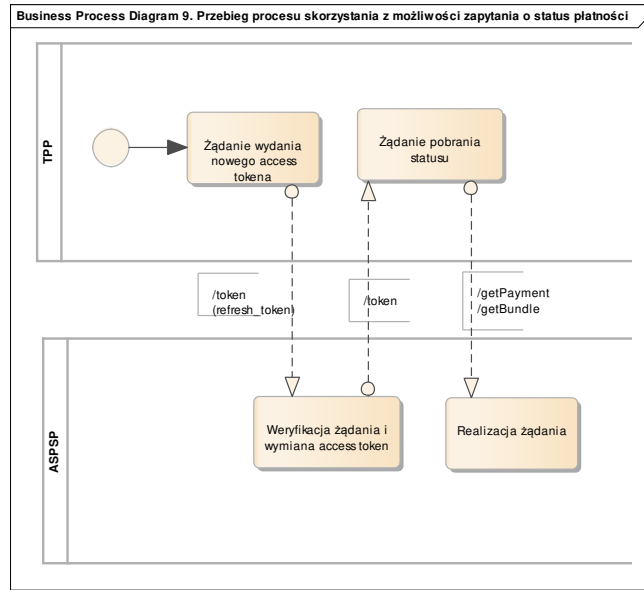 Business Process Diagram 9. Przebieg procesu skorzystania z możliwości zapytania o status płatności
TPP
Żądanie wydania
nowego access
tokena
Żądanie pobrania
statusu
/token
(refresh_token)
/token
/getPayment
/getBundle
ASPSP
Weryfikacja żądania i
wymiana access token
Realizacja żądania